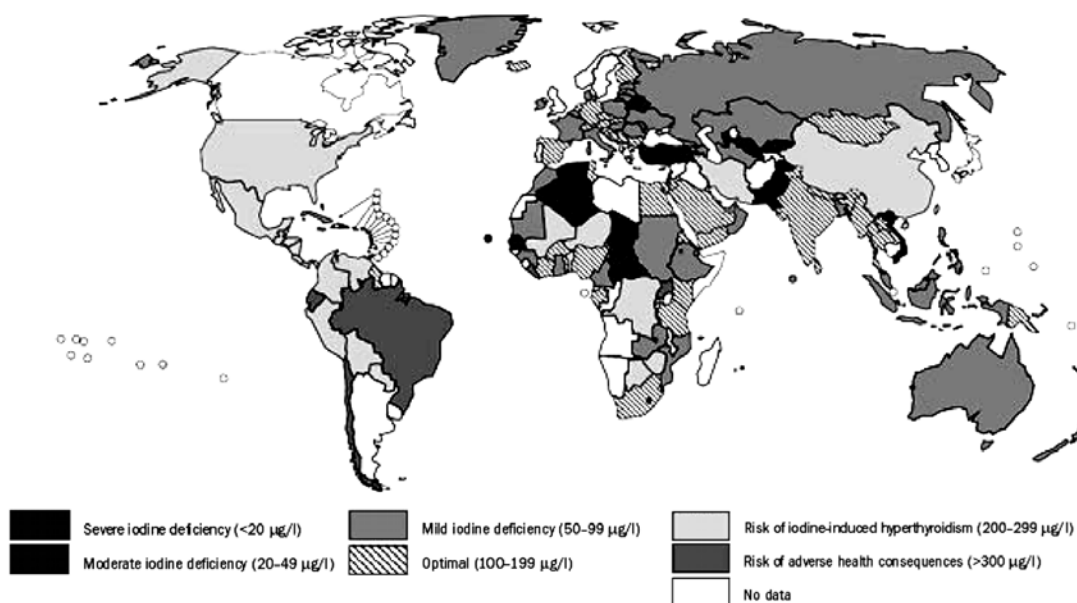 Severe iodine deficiency (<20 µg/l)
Moderate iodine deficiency (20–49 µg/l)
Mild iodine deficiency (50–99 µg/l)
Optimal (100–199 µg/l)
Risk of iodine-induced hyperthyroidism (200–299 µg/l)
Risk of adverse health consequences (>300 µg/l)
No data